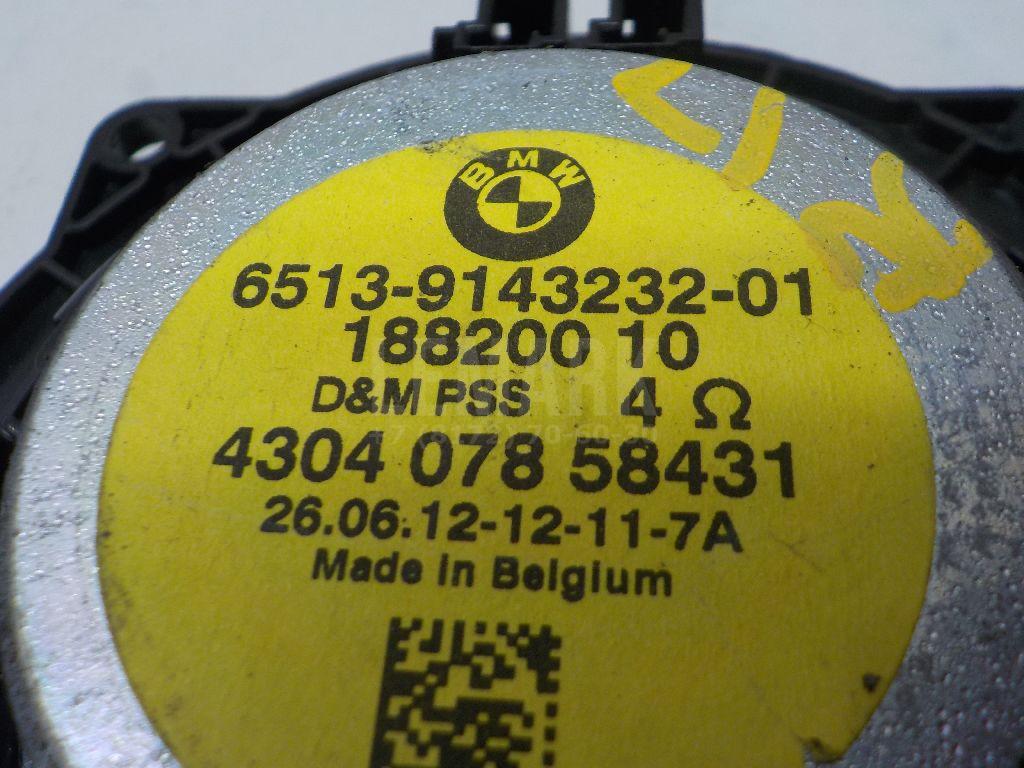 BMW
6513-9143232-01
188200 10
D&M PSS 4 Ω
4304 078 58431
26.06.12-12-11-7A
Made in Belgium